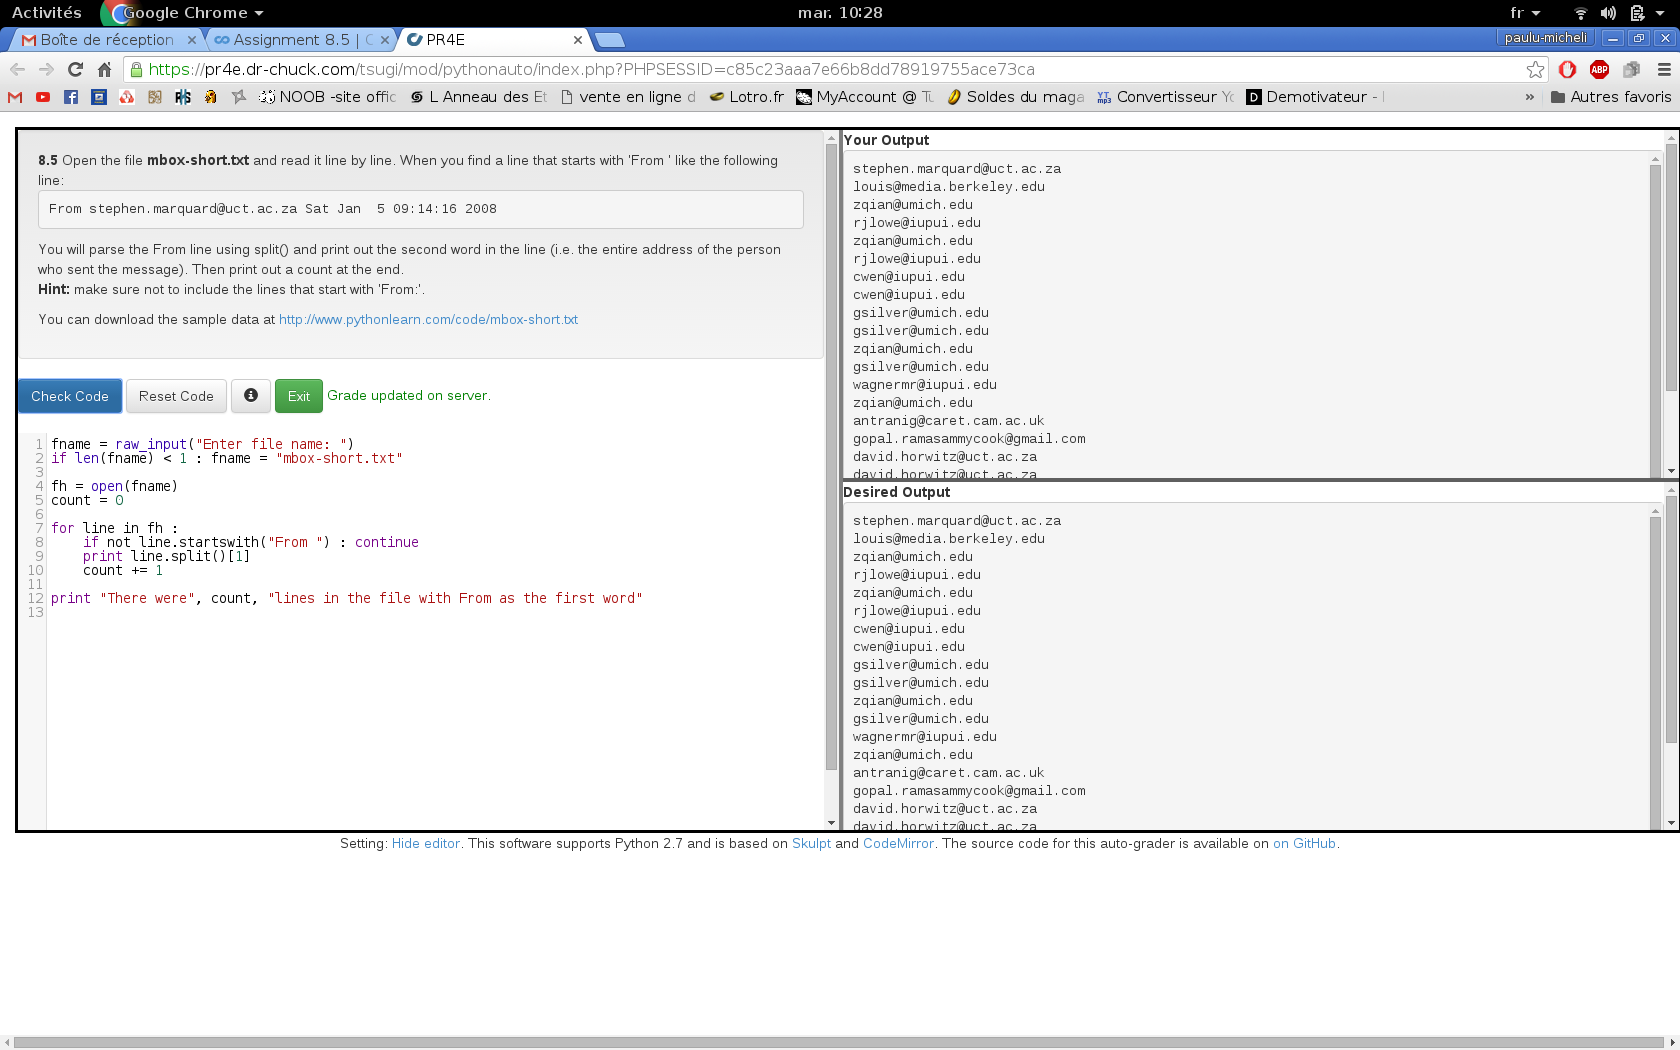 Activités Google Chrome mar. 10:28 fr
Boîte de réception Assignment 8.5 | C PR4E paulu-micheli
https://pr4e.dr-chuck.com/tsugi/mod/pythonauto/index.php?PHPSESSID=c85c23aaa7e66b8dd78919755ace73ca ABP
NOOB -site offic L Anneau des Et vente en ligne d Lotro.fr MyAccount @ Tu Soldes du maga Convertisseur Yo Demotivateur - » Autres favoris
8.5 Open the file mbox-short.txt and read it line by line. When you find a line that starts with 'From ' like the following
line:
From stephen.marquard@uct.ac.za Sat Jan  5 09:14:16 2008
You will parse the From line using split() and print out the second word in the line (i.e. the entire address of the person
who sent the message). Then print out a count at the end.
Hint: make sure not to include the lines that start with 'From:'.
You can download the sample data at http://www.pythonlearn.com/code/mbox-short.txt
Check Code Reset Code Exit Grade updated on server.
1 fname = raw_input("Enter file name: ")
2 if len(fname) < 1 : fname = "mbox-short.txt"
3
4 fh = open(fname)
5 count = 0
6
7 for line in fh :
8     if not line.startswith("From ") : continue
9     print line.split()[1]
10     count += 1
11
12 print "There were", count, "lines in the file with From as the first word"
13
Your Output
stephen.marquard@uct.ac.za
louis@media.berkeley.edu
zqian@umich.edu
rjlowe@iupui.edu
zqian@umich.edu
rjlowe@iupui.edu
cwen@iupui.edu
cwen@iupui.edu
gsilver@umich.edu
gsilver@umich.edu
zqian@umich.edu
gsilver@umich.edu
wagnermr@iupui.edu
zqian@umich.edu
antranig@caret.cam.ac.uk
gopal.ramasammycook@gmail.com
david.horwitz@uct.ac.za
david.horwitz@uct.ac.za
Desired Output
stephen.marquard@uct.ac.za
louis@media.berkeley.edu
zqian@umich.edu
rjlowe@iupui.edu
zqian@umich.edu
rjlowe@iupui.edu
cwen@iupui.edu
cwen@iupui.edu
gsilver@umich.edu
gsilver@umich.edu
zqian@umich.edu
gsilver@umich.edu
wagnermr@iupui.edu
zqian@umich.edu
antranig@caret.cam.ac.uk
gopal.ramasammycook@gmail.com
david.horwitz@uct.ac.za
david.horwitz@uct.ac.za
Setting: Hide editor. This software supports Python 2.7 and is based on Skulpt and CodeMirror. The source code for this auto-grader is available on on GitHub.